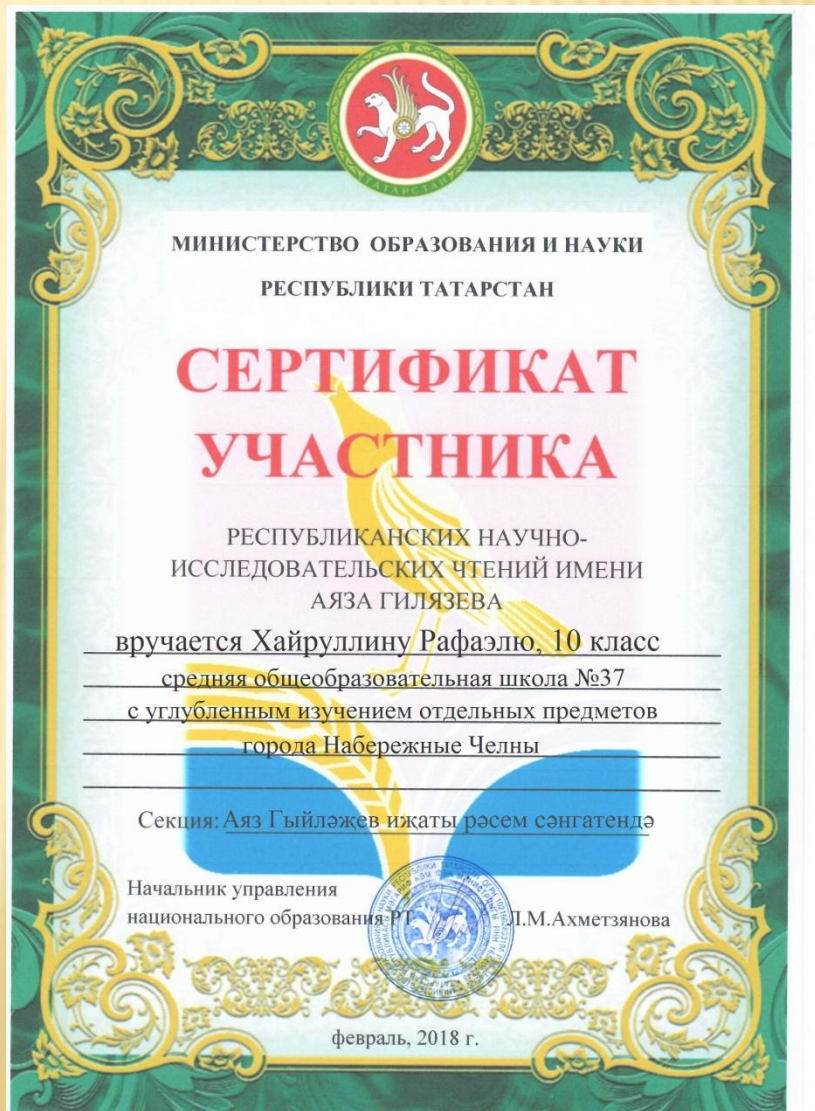 ТАТАРСТАН
МИНИСТЕРСТВО ОБРАЗОВАНИЯ И НАУКИ
РЕСПУБЛИКИ ТАТАРСТАН
СЕРТИФИКАТ
УЧАСТНИКА
РЕСПУБЛИКАНСКИХ НАУЧНО-
ИССЛЕДОВАТЕЛЬСКИХ ЧТЕНИЙ ИМЕНИ
АЯЗА ГИЛЯЗЕВА
вручается Хайруллину Рафаэлю, 10 класс
средняя общеобразовательная школа №37
с углубленным изучением отдельных предметов
города Набережные Челны
Секция: Аяз Гыйләҗев иҗаты рәсем сәнгатендә
Начальник управления
национального образования РТ Л.М.Ахметзянова
февраль, 2018 г.